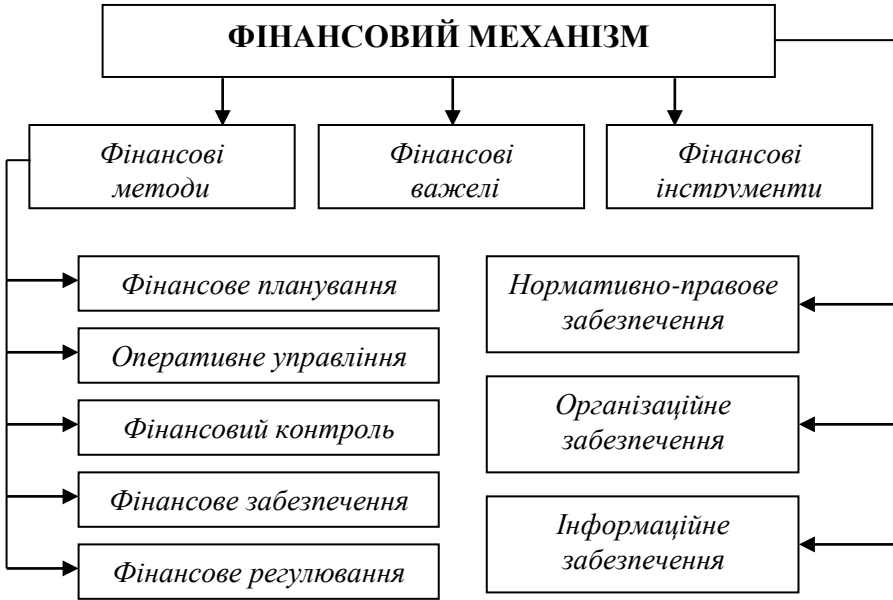 ФІНАНСОВИЙ МЕХАНІЗМ
Фінансові
методи
Фінансові
важелі
Фінансові
інструменти
Фінансове планування
Оперативне управління
Фінансовий контроль
Фінансове забезпечення
Фінансове регулювання
Нормативно-правове
забезпечення
Організаційне
забезпечення
Інформаційне
забезпечення